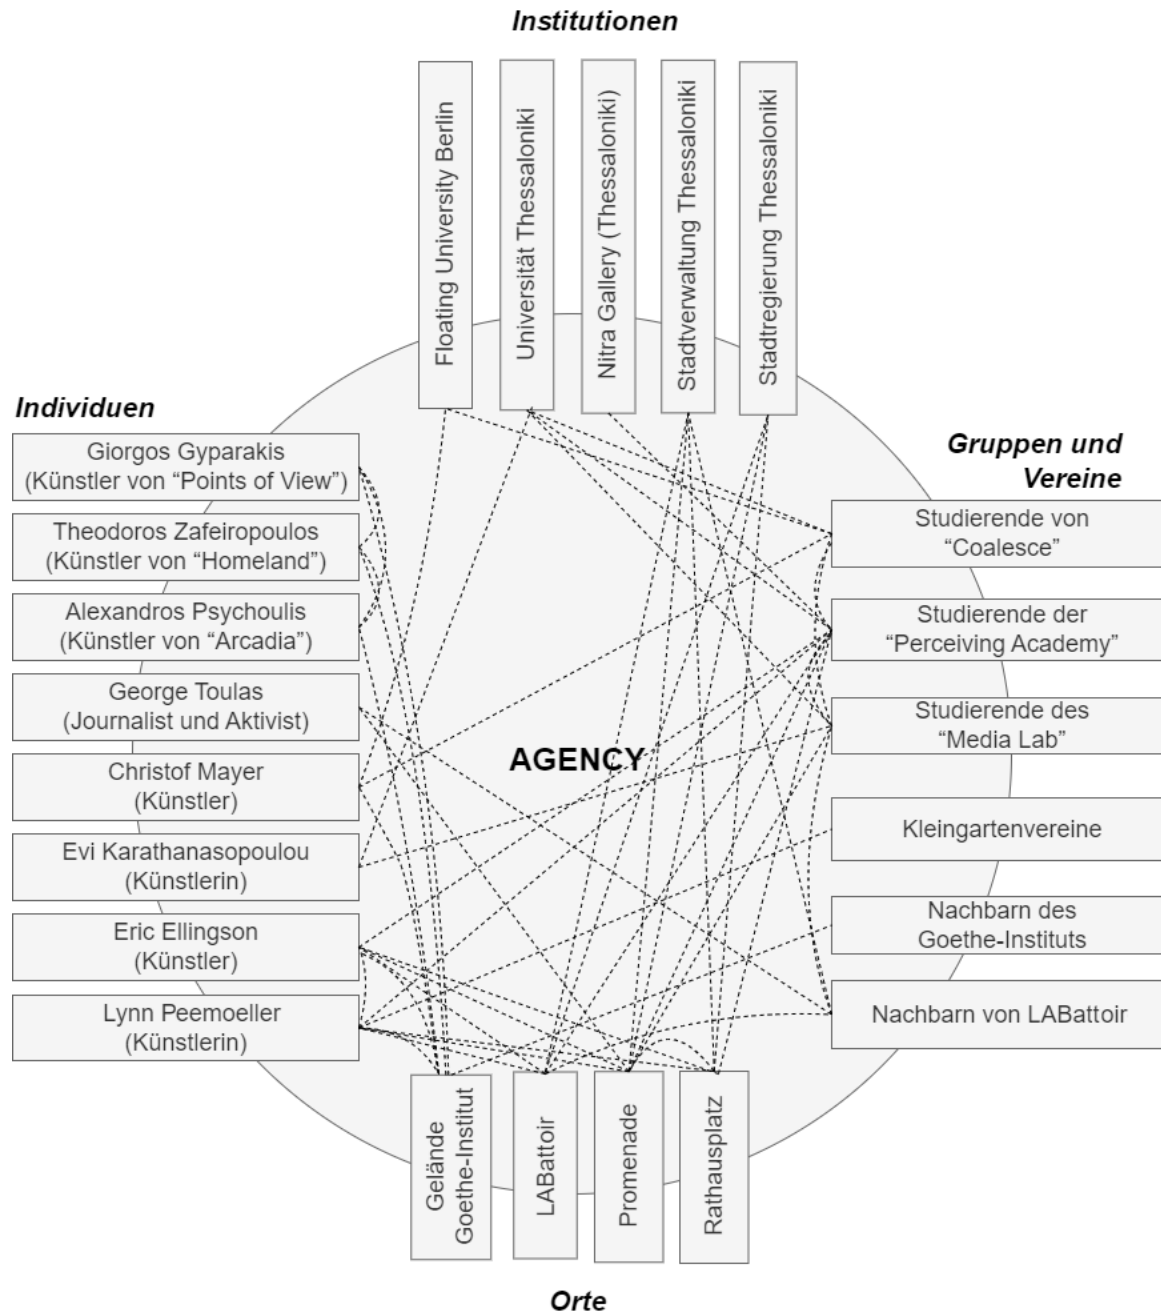 Institutionen
Floating University Berlin
Universität Thessaloniki
Nitra Gallery (Thessaloniki)
Stadtverwaltung Thessaloniki
Stadtregierung Thessaloniki
Individuen
Giorgos Gyparakis
(Künstler von “Points of View”)
Theodoros Zafeiropoulos
(Künstler von “Homeland”)
Alexandros Psychoulis
(Künstler von “Arcadia”)
George Toulas
(Journalist und Aktivist)
Christof Mayer
(Künstler)
Evi Karathanasopoulou
(Künstlerin)
Eric Ellingson
(Künstler)
Lynn Peemoeller
(Künstlerin)
AGENCY
Gruppen und
Vereine
Studierende von
“Coalesce”
Studierende der
“Perceiving Academy”
Studierende des
“Media Lab”
Kleingartenvereine
Nachbarn des
Goethe-Instituts
Nachbarn von LABattoir
Gelände
Goethe-Institut
LABattoir
Promenade
Rathausplatz
Orte